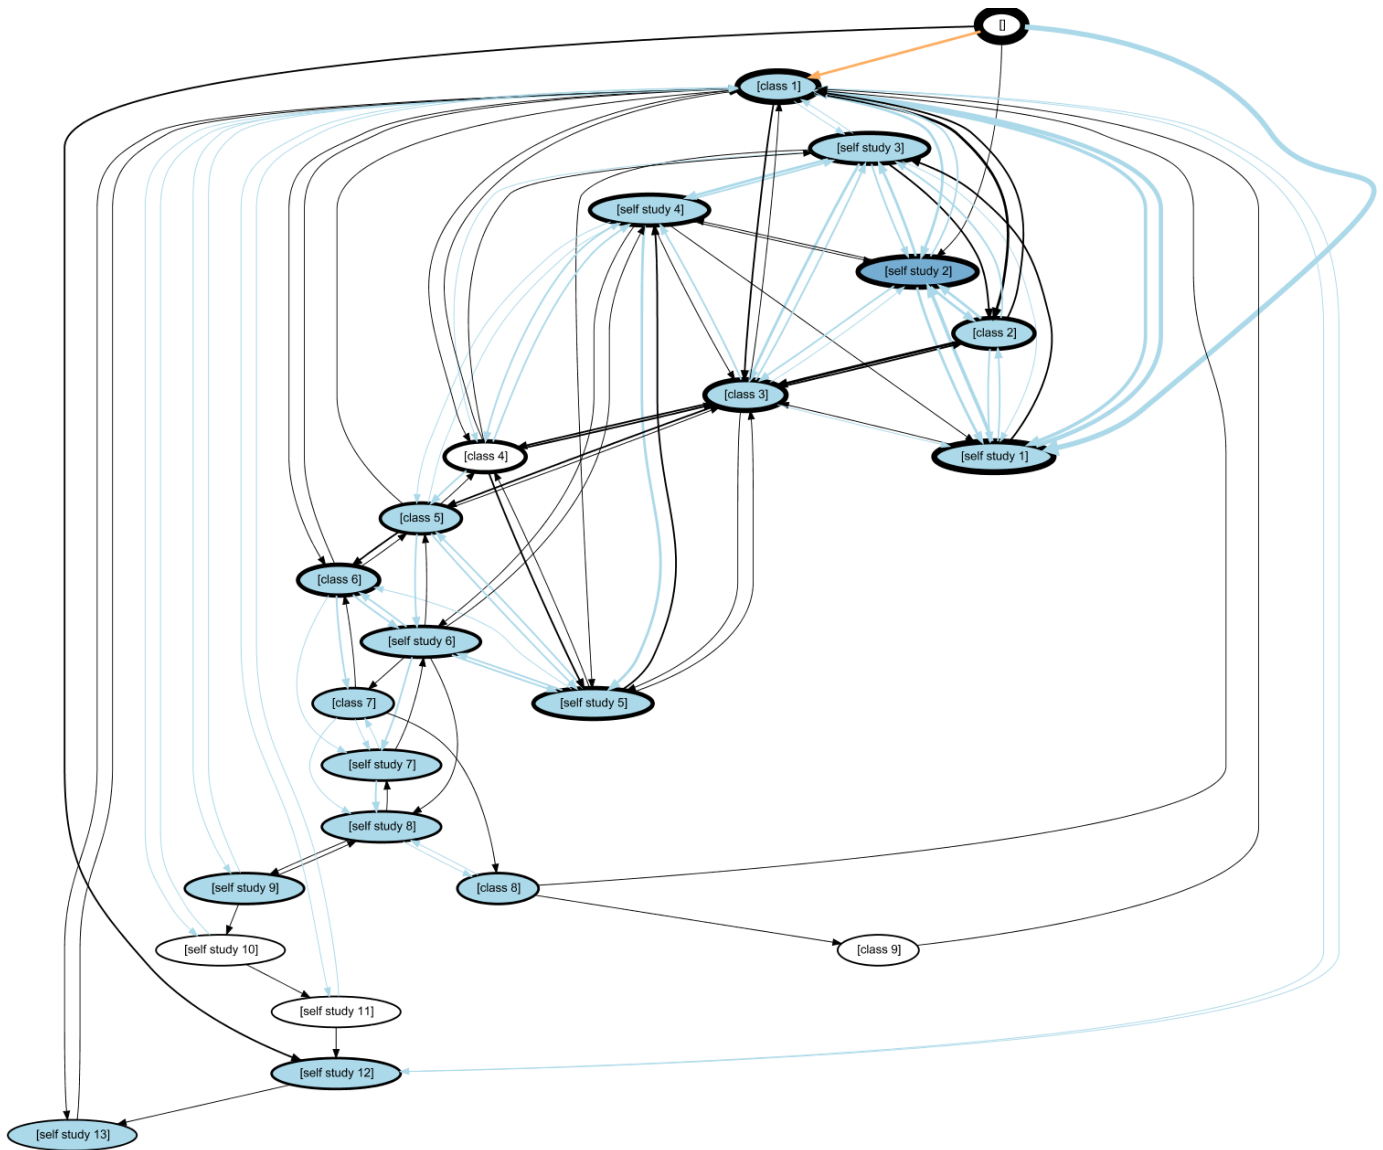 []
[class 1]
[self study 3]
[self study 4]
[self study 2]
[class 2]
[class 3]
[class 4]
[self study 1]
[class 5]
[class 6]
[self study 6]
[class 7]
[self study 5]
[self study 7]
[self study 8]
[self study 9]
[class 8]
[self study 10]
[class 9]
[self study 11]
[self study 12]
[self study 13]